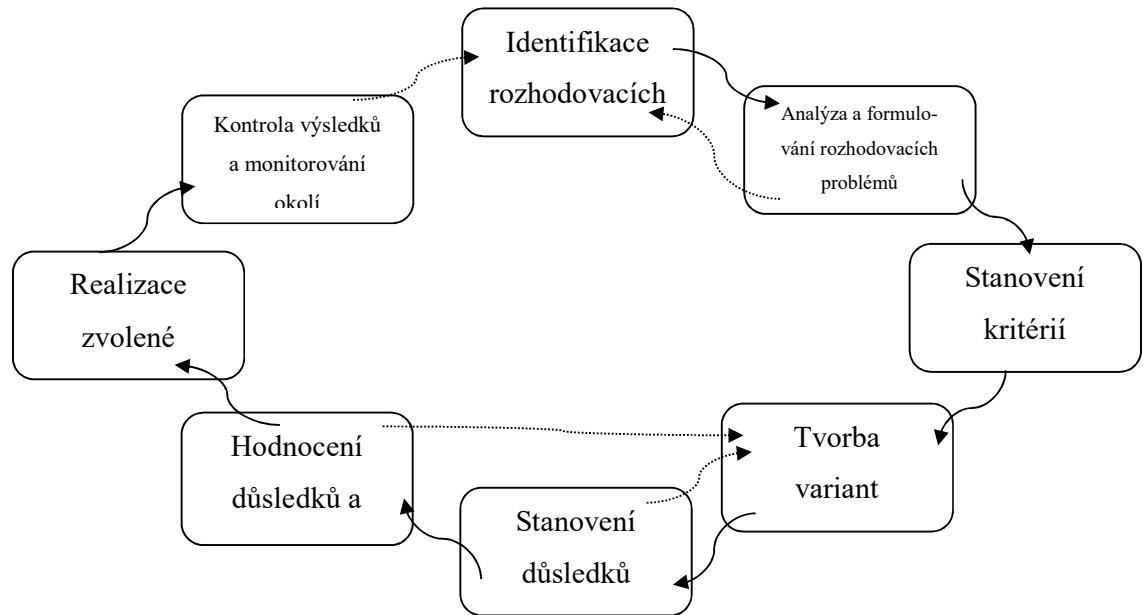 Identifikace
rozhodovacích
Analýza a formulo-
vání rozhodovacích
problémů
Stanovení
kritérií
Tvorba
variant
Stanovení
důsledků
Hodnocení
důsledků a
Realizace
zvolené
Kontrola výsledků
a monitorování
okolí